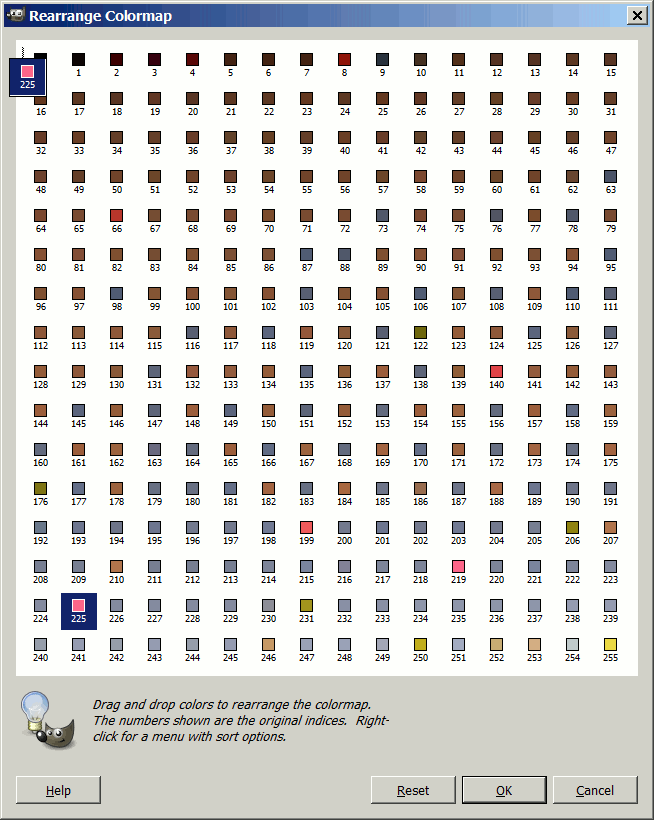 Rearrange Colormap
1 2 3 4 5 6 7 8 9 10 11 12 13 14 15
225
16 17 18 19 20 21 22 23 24 25 26 27 28 29 30 31
32 33 34 35 36 37 38 39 40 41 42 43 44 45 46 47
48 49 50 51 52 53 54 55 56 57 58 59 60 61 62 63
64 65 66 67 68 69 70 71 72 73 74 75 76 77 78 79
80 81 82 83 84 85 86 87 88 89 90 91 92 93 94 95
96 97 98 99 100 101 102 103 104 105 106 107 108 109 110 111
112 113 114 115 116 117 118 119 120 121 122 123 124 125 126 127
128 129 130 131 132 133 134 135 136 137 138 139 140 141 142 143
144 145 146 147 148 149 150 151 152 153 154 155 156 157 158 159
160 161 162 163 164 165 166 167 168 169 170 171 172 173 174 175
176 177 178 179 180 181 182 183 184 185 186 187 188 189 190 191
192 193 194 195 196 197 198 199 200 201 202 203 204 205 206 207
208 209 210 211 212 213 214 215 216 217 218 219 220 221 222 223
224 225 226 227 228 229 230 231 232 233 234 235 236 237 238 239
240 241 242 243 244 245 246 247 248 249 250 251 252 253 254 255
Drag and drop colors to rearrange the colormap.
The numbers shown are the original indices. Right-
click for a menu with sort options.
Help Reset OK Cancel